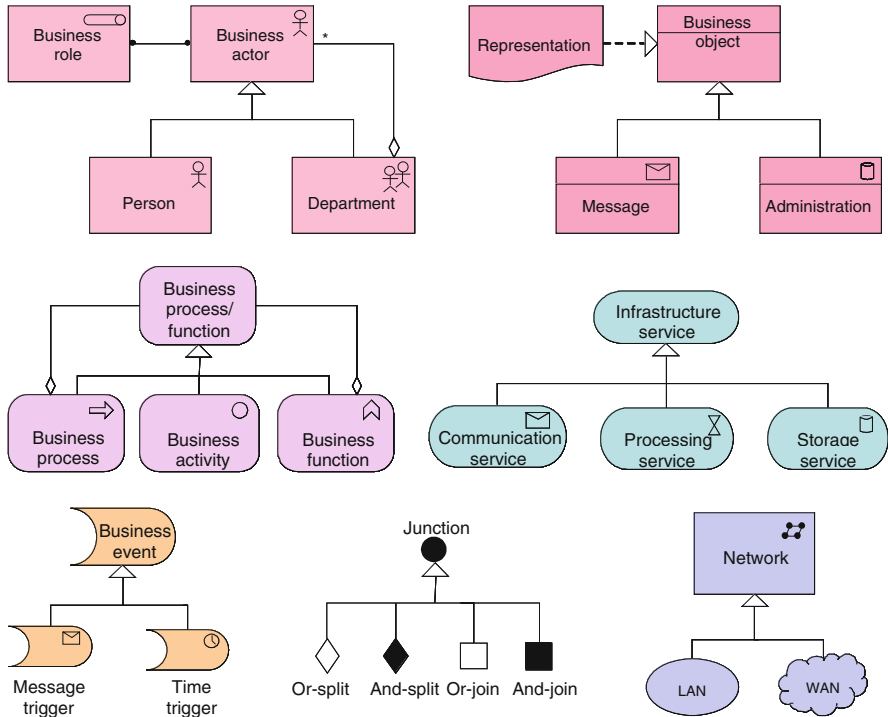 Business
role
Business
actor
*
Representation
Business
object
Person
Department
Message
Administration
Business
process/
function
Infrastructure
service
Business
process
Business
activity
Business
function
Communication
service
Processing
service
Storage
service
Business
event
Junction
Network
Message
trigger
Time
trigger
Or-split
And-split
Or-join
And-join
LAN
WAN